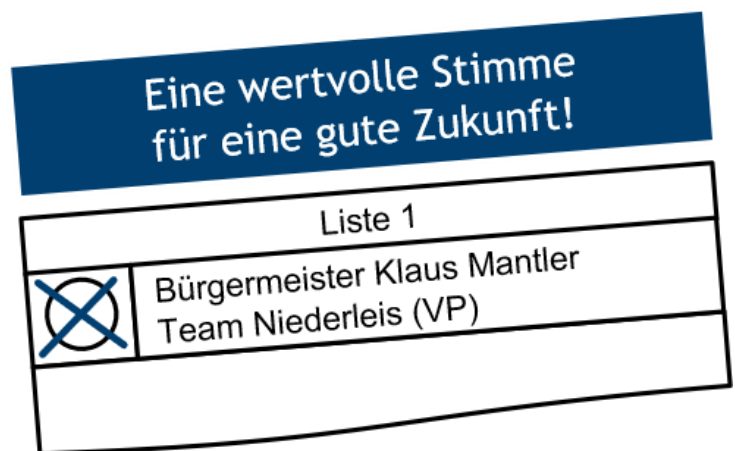 Eine wertvolle Stimme
für eine gute Zukunft!
Liste 1
Bürgermeister Klaus Mantler
Team Niederleis (VP)